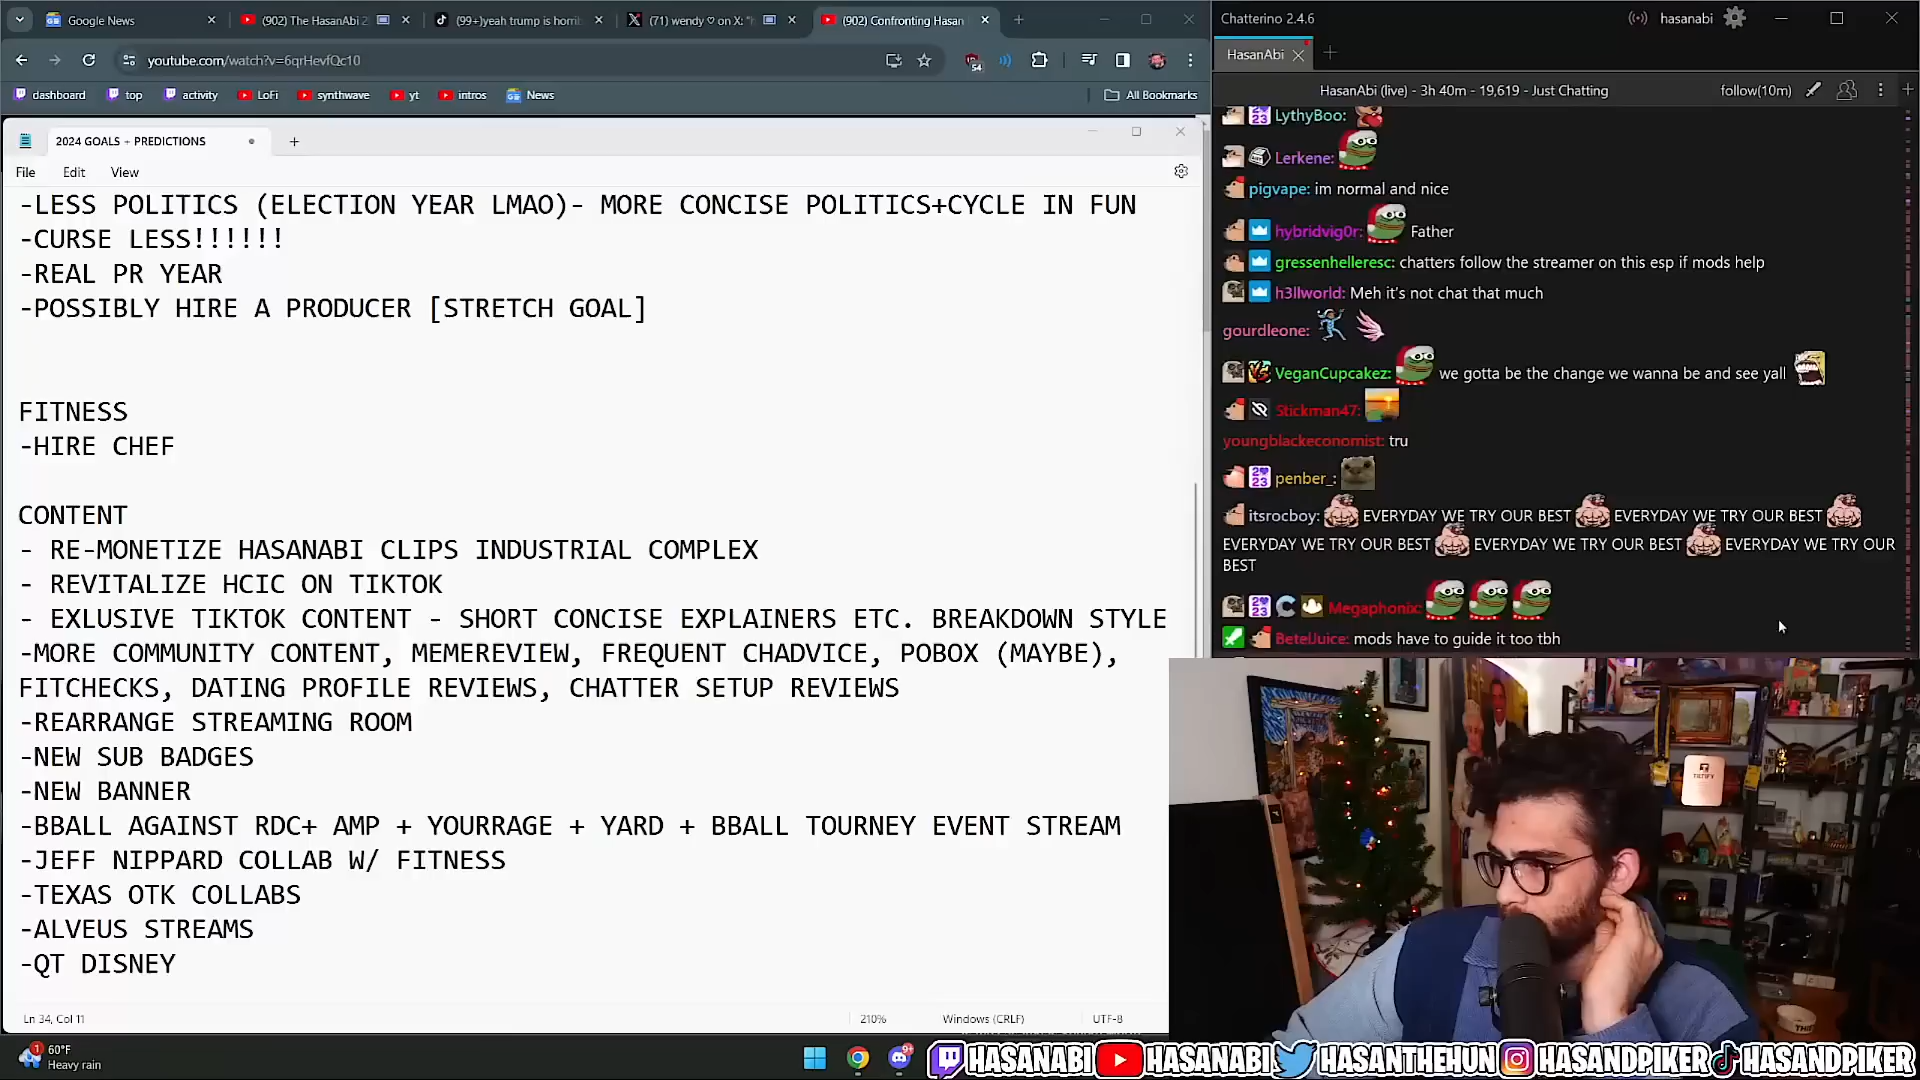 Google News
(902) The HasanAbi 2
(99+)yeah trump is horri
(71) wendy ♡ on X: "h
(902) Confronting Hasan
youtube.com/watch?v=6qrHevfQc10
54
dashboard
top
activity
LoFi
synthwave
yt
intros
News
All Bookmarks
2024 GOALS + PREDICTIONS
File
Edit
View
-LESS POLITICS (ELECTION YEAR LMAO)- MORE CONCISE POLITICS+CYCLE IN FUN
-CURSE LESS!!!!!!
-REAL PR YEAR
-POSSIBLY HIRE A PRODUCER [STRETCH GOAL]
FITNESS
-HIRE CHEF
CONTENT
- RE-MONETIZE HASANABI CLIPS INDUSTRIAL COMPLEX
- REVITALIZE HCIC ON TIKTOK
- EXLUSIVE TIKTOK CONTENT - SHORT CONCISE EXPLAINERS ETC. BREAKDOWN STYLE
-MORE COMMUNITY CONTENT, MEMEREVIEW, FREQUENT CHADVICE, POBOX (MAYBE),
FITCHECKS, DATING PROFILE REVIEWS, CHATTER SETUP REVIEWS
-REARRANGE STREAMING ROOM
-NEW SUB BADGES
-NEW BANNER
-BBALL AGAINST RDC+ AMP + YOURRAGE + YARD + BBALL TOURNEY EVENT STREAM
-JEFF NIPPARD COLLAB W/ FITNESS
-TEXAS OTK COLLABS
-ALVEUS STREAMS
-QT DISNEY
Ln 34, Col 11
210%
Windows (CRLF)
UTF-8
1
60°F
Heavy rain
Chatterino 2.4.6
hasanabi
HasanAbi
HasanAbi (live) - 3h 40m - 19,619 - Just Chatting
follow(10m)
LythyBoo:
Lerkene:
pigvape: im normal and nice
hybridvig0r: Father
gressenhelleresc: chatters follow the streamer on this esp if mods help
h3llworld: Meh it's not chat that much
gourdleone:
VeganCupcakez: we gotta be the change we wanna be and see yall
Stickman47:
youngblackeconomist: tru
penber_:
itsrocboy: EVERYDAY WE TRY OUR BEST EVERYDAY WE TRY OUR BEST
EVERYDAY WE TRY OUR BEST EVERYDAY WE TRY OUR BEST EVERYDAY WE TRY OUR
BEST
Megaphonix:
BetelJuice: mods have to guide it too tbh
TILTIFY
HASANABI
HASANABI
HASANTHEHUN
HASANDPIKER
HASANDPIKER